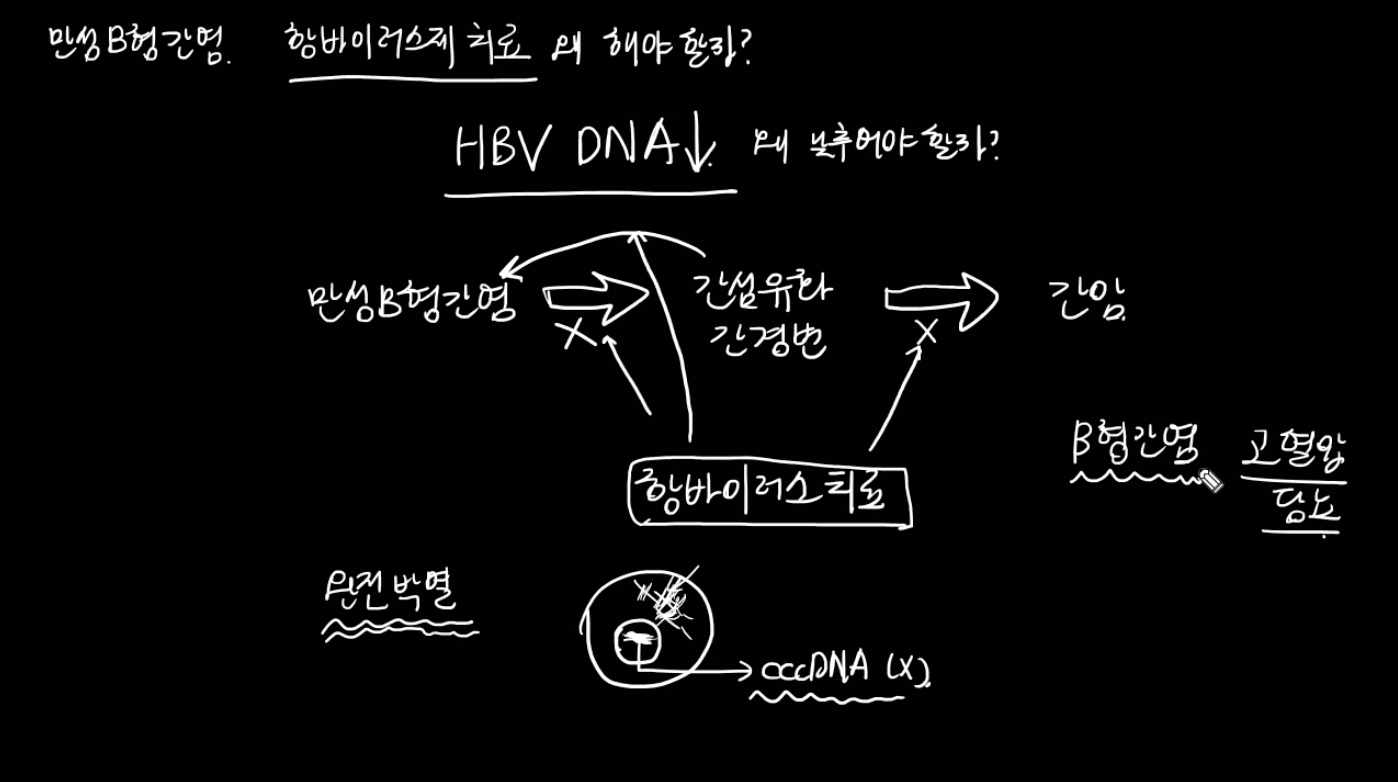 만성B형간염. 항바이러스제 치료 왜 해야할까?
HBV DNA↓ 왜 낮추어야할까?
만성B형간염 간섬유화 간암
X 간경변 X
B형간염 고혈압
당뇨
항바이러스치료
완전박멸
cccDNA (X).